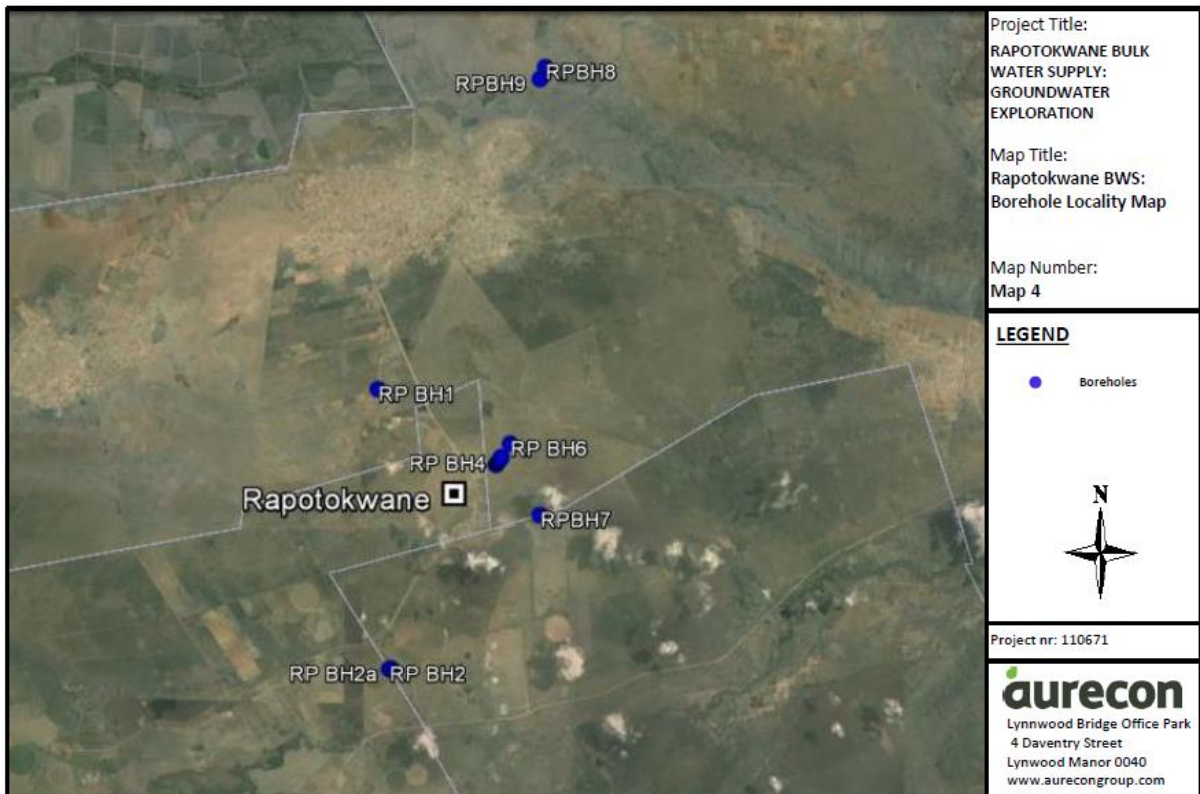 RPBH9
RPBH8
RP BH1
RP BH6
RP BH4
Rapotokwane
RPBH7
RP BH2a
RP BH2
Project Title:
RAPOTOKWANE BULK
WATER SUPPLY:
GROUNDWATER
EXPLORATION
Map Title:
Rapotokwane BWS:
Borehole Locality Map
Map Number:
Map 4
LEGEND
Boreholes
N
Project nr: 110671
aurecon
Lynnwood Bridge Office Park
4 Daventry Street
Lynwood Manor 0040
www.aurecongroup.com